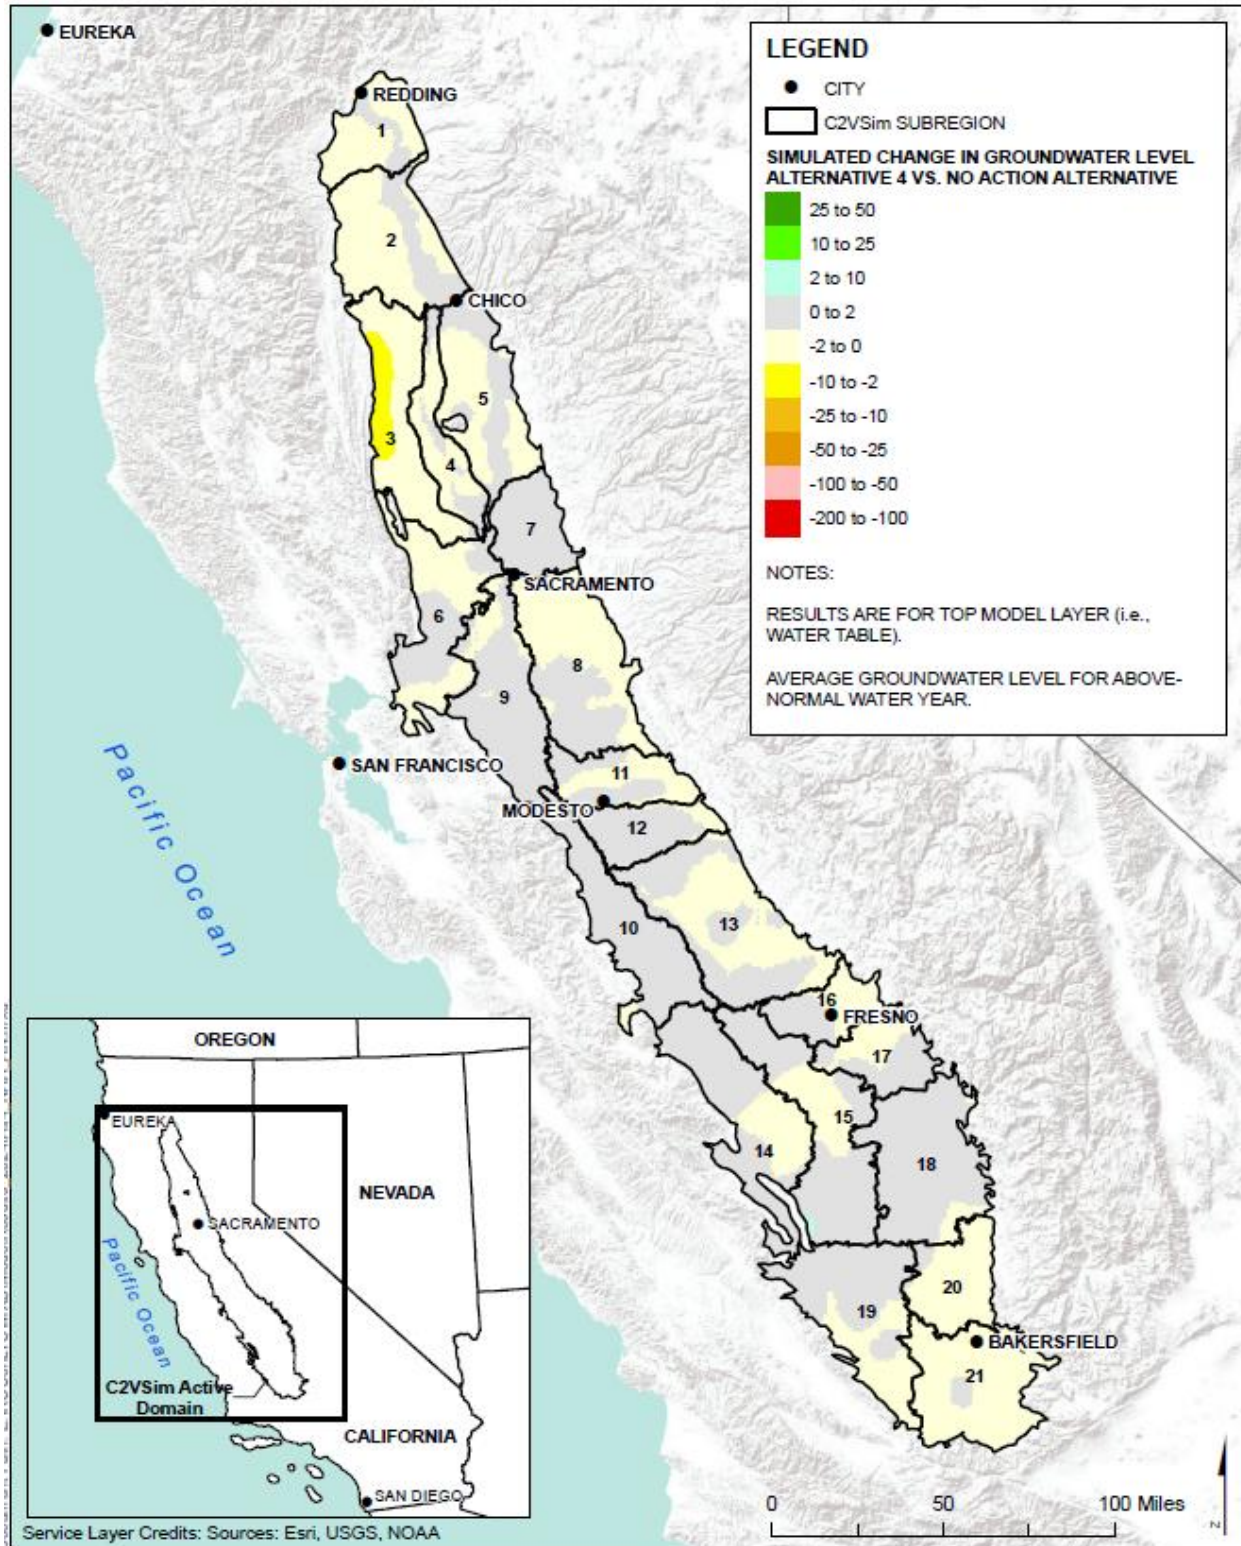 EUREKA
REDDING
1
2
CHICO
5
3
4
7
SACRAMENTO
6
8
9
SAN FRANCISCO
11
MODESTO
12
10
13
16
FRESNO
17
15
14
18
20
19
BAKERSFIELD
21
Pacific Ocean
LEGEND
CITY
C2VSim SUBREGION
SIMULATED CHANGE IN GROUNDWATER LEVEL
ALTERNATIVE 4 VS. NO ACTION ALTERNATIVE
25 to 50
10 to 25
2 to 10
0 to 2
-2 to 0
-10 to -2
-25 to -10
-50 to -25
-100 to -50
-200 to -100
NOTES:
RESULTS ARE FOR TOP MODEL LAYER (i.e.,
WATER TABLE).
AVERAGE GROUNDWATER LEVEL FOR ABOVE-
NORMAL WATER YEAR.
OREGON
EUREKA
NEVADA
SACRAMENTO
Pacific Ocean
C2VSim Active
Domain
CALIFORNIA
SAN DIEGO
Service Layer Credits: Sources: Esri, USGS, NOAA
0 50 100 Miles
N